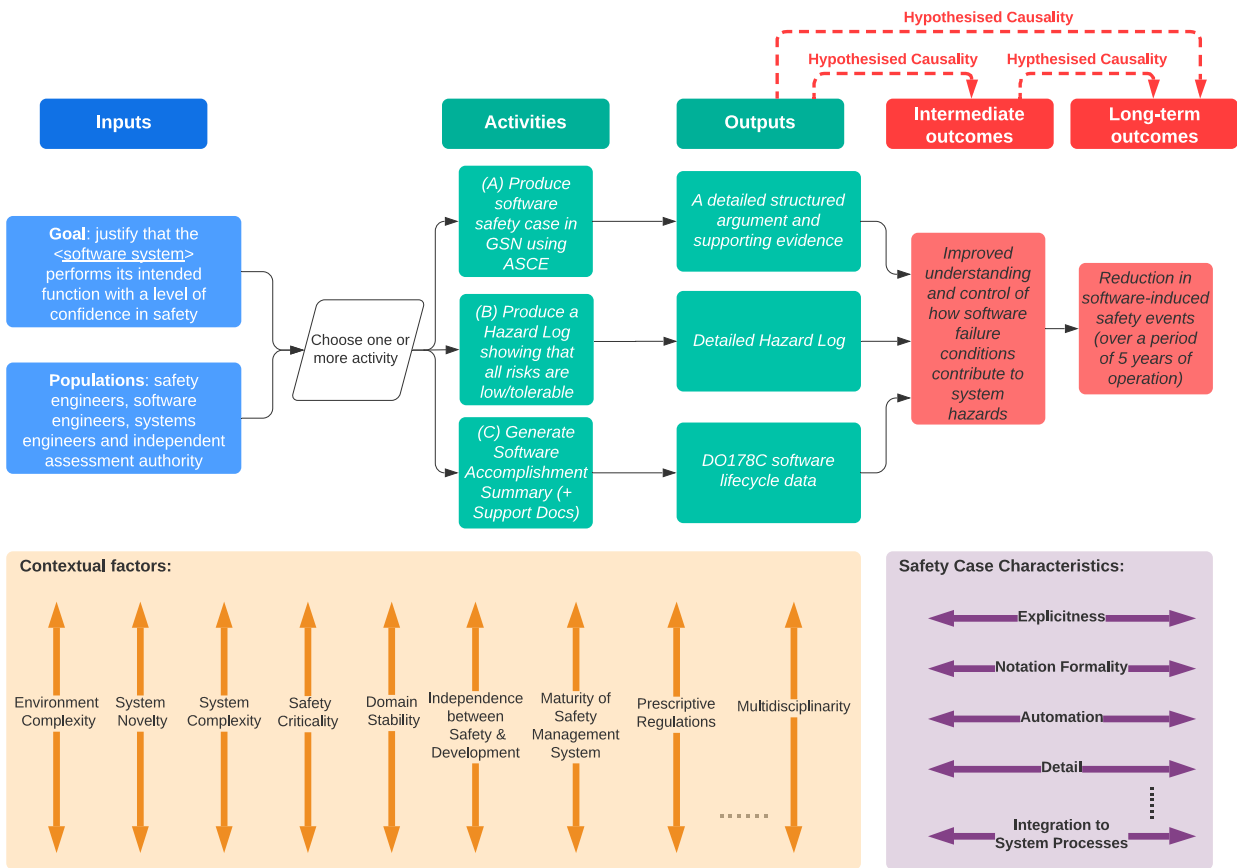 Hypothesised Causality
Hypothesised Causality
Hypthesised Causality
Inputs
Activities
Outputs
Intermediate
outcomes
Long-term
outcomes
Goal: justify that the
<software system>
performs its intended
function with a level of
confidence in safety
Populations: safety
engineers, software
engineers, systems
engineers and independent
assessment authority
Choose one or
more activity
(A) Produce
software
safety case in
GSN using
ASCE
(B) Produce a
Hazard Log
showing that
all risks are
low/tolerable
(C) Generate
Software
Accomplishment
Summary (+
Support Docs)
A detailed structured
argument and
supporting evidence
Detailed Hazard Log
DO178C software
lifecycle data
Improved
understanding
and control of
how software
failure
conditions
contribute to
system
hazards
Reduction in
software-induced
safety events
(over a period
of 5 years of
operation)
Contextual factors:
Environment
Complexity
System
Novelty
System
Complexity
Safety
Criticality
Domain
Stability
Independence
between
Safety &
Development
Maturity of
Safety
Management
System
Prescriptive
Regulations
Multidisciplinarity
Safety Case Characteristics:
Explicitness
Notation Formality
Automation
Detail
Integration to
System Processes